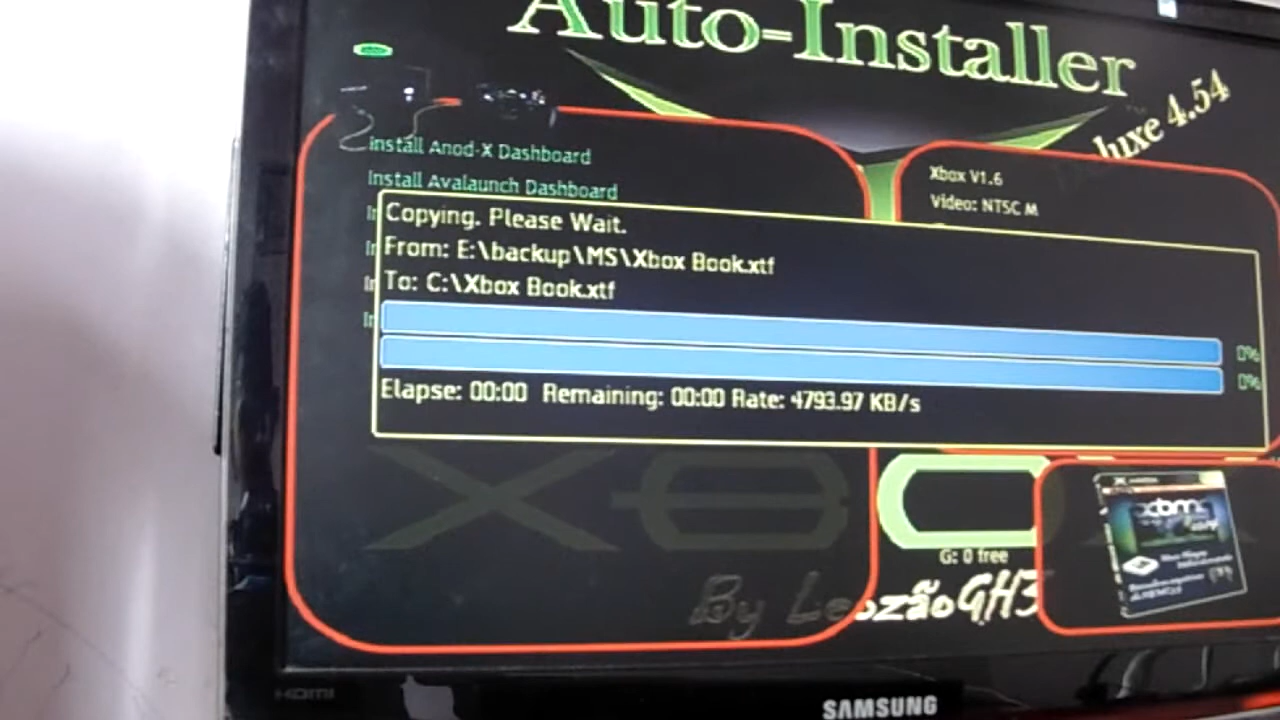 Auto-Installer
luxe 4.54
Install Anod-X Dashboard
Install Avalaunch Dashboard
Xbox V1.6
Video: NTSC M
Copying. Please Wait.
From: E:\backup\MS\Xbox Book.xtf
To: C:\Xbox Book.xtf
0%
0%
Elapse: 00:00 Remaining: 00:00 Rate: 4793.97 KB/s
G: 0 free
By LeozãoGH3
xbmc
HDMI
SAMSUNG